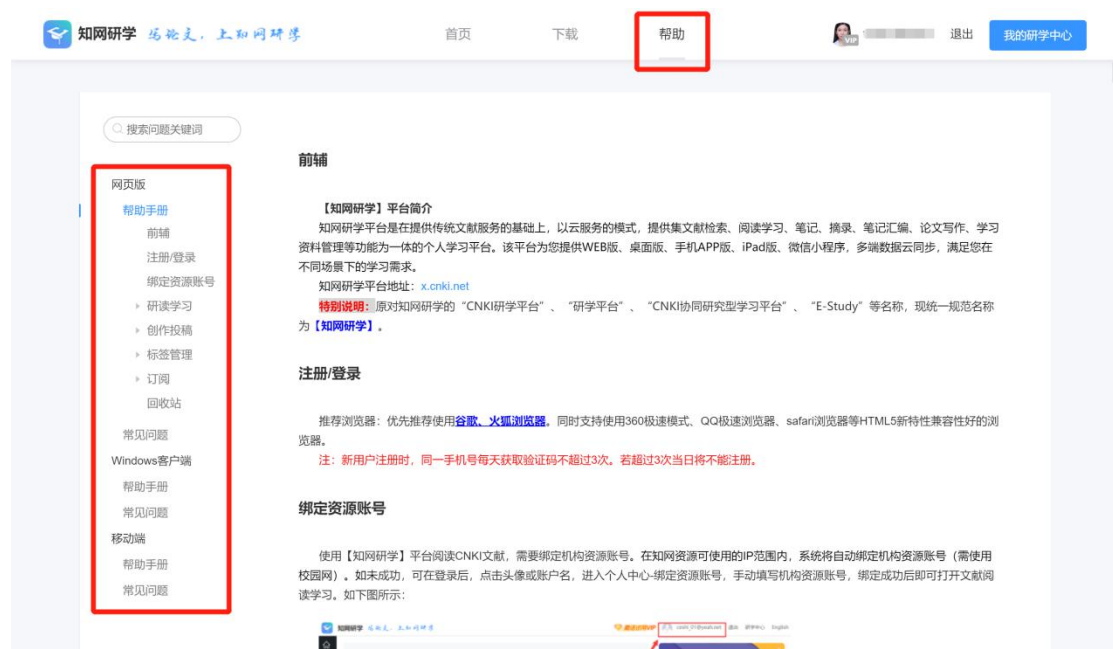 知网研学 写论文，上知网研学
首页
下载
帮助
VIP
退出
我的研学中心
搜索问题关键词
网页版
帮助手册
前辅
注册/登录
绑定资源账号
研读学习
创作投稿
标签管理
订阅
回收站
常见问题
Windows客户端
帮助手册
常见问题
移动端
帮助手册
常见问题
前辅
【知网研学】平台简介
知网研学平台是在提供传统文献服务的基础上，以云服务的模式，提供集文献检索、阅读学习、笔记、摘录、笔记汇编、论文写作、学习
资料管理等功能为一体的个人学习平台。该平台为您提供WEB版、桌面版、手机APP版、iPad版、微信小程序，多端数据云同步，满足您在
不同场景下的学习需求。
知网研学平台地址：x.cnki.net
特别说明：原对知网研学的“CNKI研学平台”、“研学平台”、“CNKI协同研究型学习平台”、“E-Study”等名称，现统一规范名称
为【知网研学】。
注册/登录
推荐浏览器：优先推荐使用谷歌、火狐浏览器。同时支持使用360极速模式、QQ极速浏览器、safari浏览器等HTML5新特性兼容性好的浏
览器。
注：新用户注册时，同一手机号每天获取验证码不超过3次。若超过3次当日将不能注册。
绑定资源账号
使用【知网研学】平台阅读CNKI文献，需要绑定机构资源账号。在知网资源可使用的IP范围内，系统将自动绑定机构资源账号（需使用
校园网）。如未成功，可在登录后，点击头像或账户名，进入个人中心-绑定资源账号，手动填写机构资源账号，绑定成功后即可打开文献阅
读学习。如下图所示：
知网研学 写论文，上知网研学
退出 研学中心 English